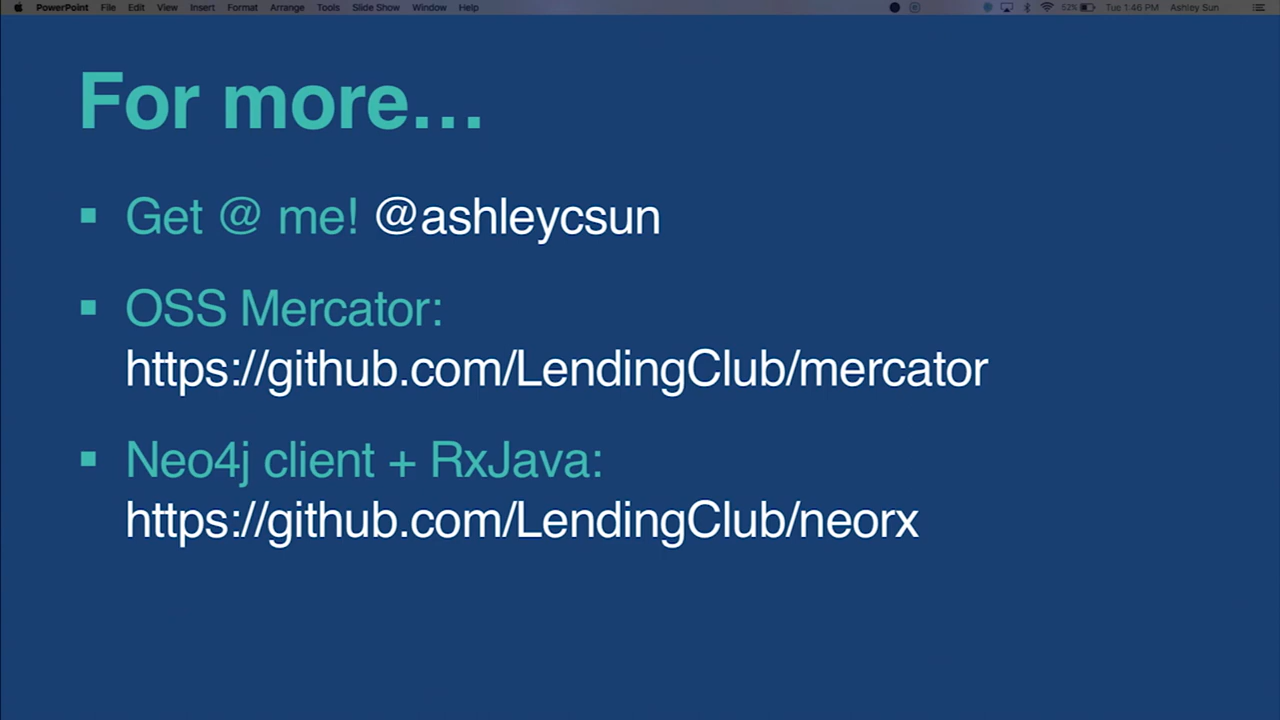 PowerPoint File Edit View Insert Format Arrange Tools Slide Show Window Help 52% Tue 1:46 PM Ashley Sun
For more...
▪ Get @ me! @ashleycsun
▪ OSS Mercator:
https://github.com/LendingClub/mercator
▪ Neo4j client + RxJava:
https://github.com/LendingClub/neorx